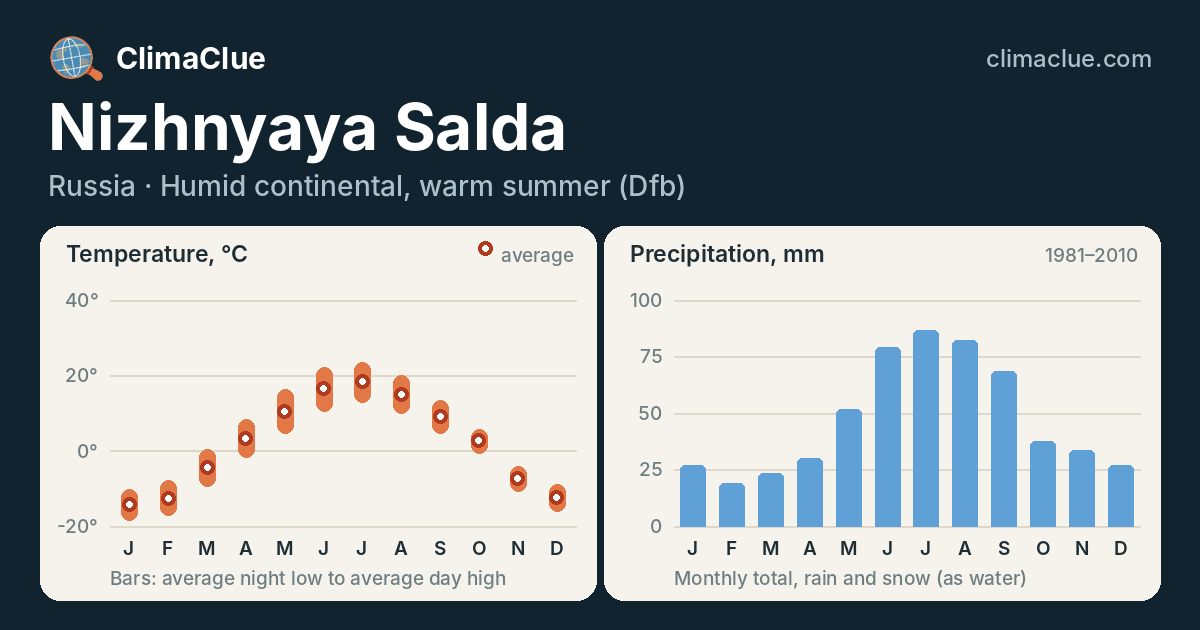 ClimaClue
climaclue.com
Nizhnyaya Salda
Russia · Humid continental, warm summer (Dfb)
Temperature, °C
average
40°
20°
0°
-20°
J F M A M J J A S O N D
Bars: average night low to average day high
Precipitation, mm
1981–2010
100
75
50
25
0
J F M A M J J A S O N D
Monthly total, rain and snow (as water)